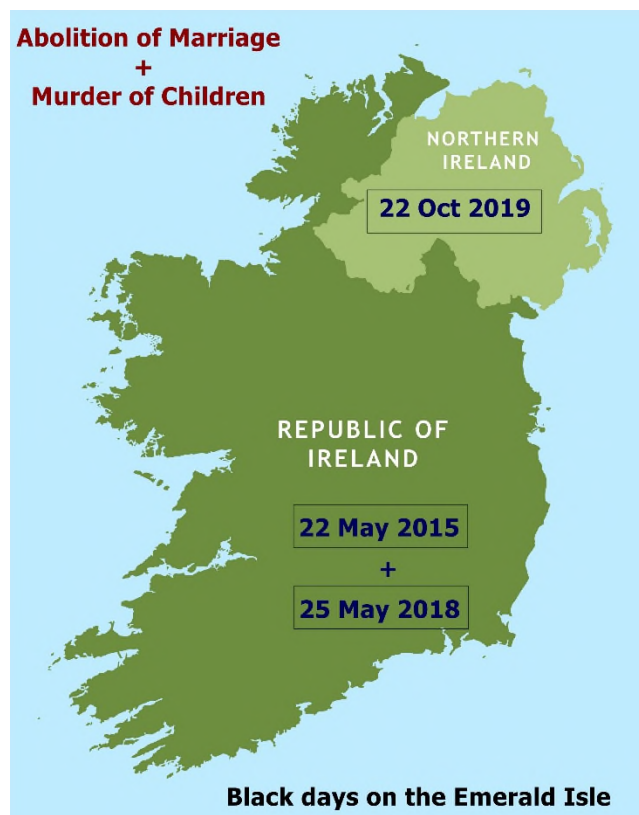 Abolition of Marriage
+
Murder of Children
NORTHERN
IRELAND
22 Oct 2019
REPUBLIC OF
IRELAND
22 May 2015
+
25 May 2018
Black days on the Emerald Isle